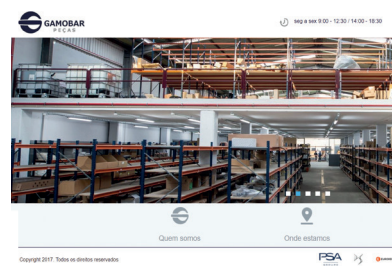 GAMOBAR
PEÇAS
seg a sex 9:00 - 12:30 / 14:00 - 18:30
Quem somos
Onde estamos
Copyright 2017. Todos os direitos reservados
PSA